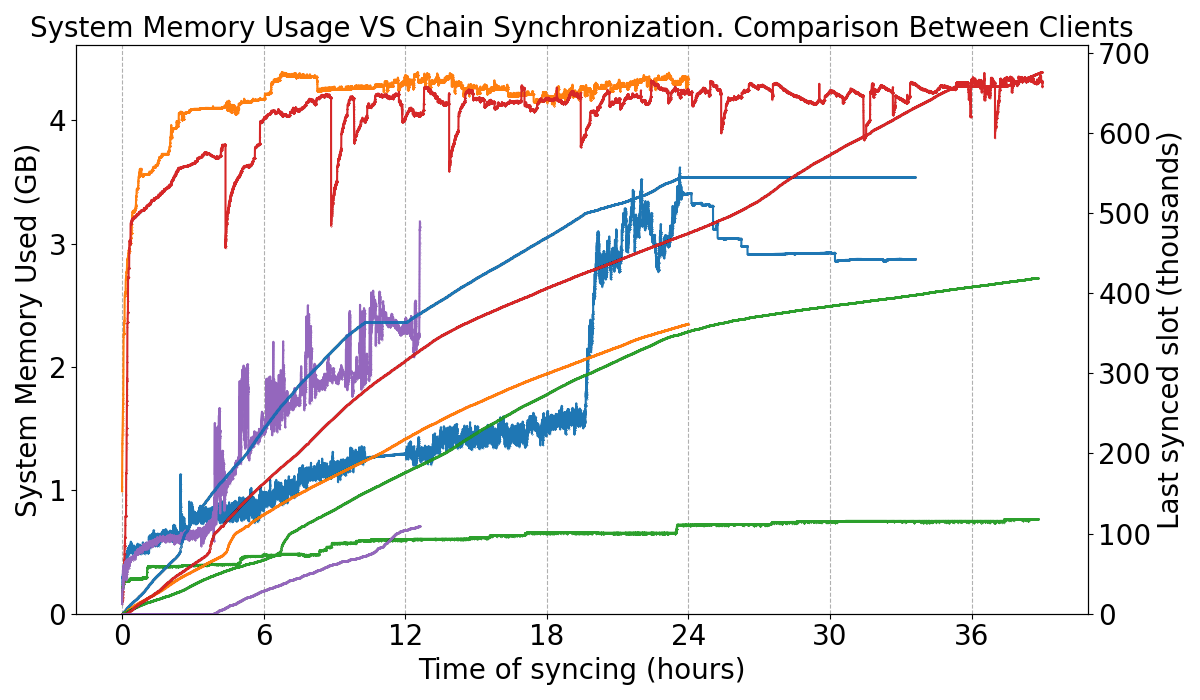 System Memory Usage VS Chain Synchronization. Comparison Between Clients
System Memory Used (GB)
4
3
2
1
0
700
600
500
400
300
200
100
0
Last synced slot (thousands)
0 6 12 18 24 30 36
Time of syncing (hours)